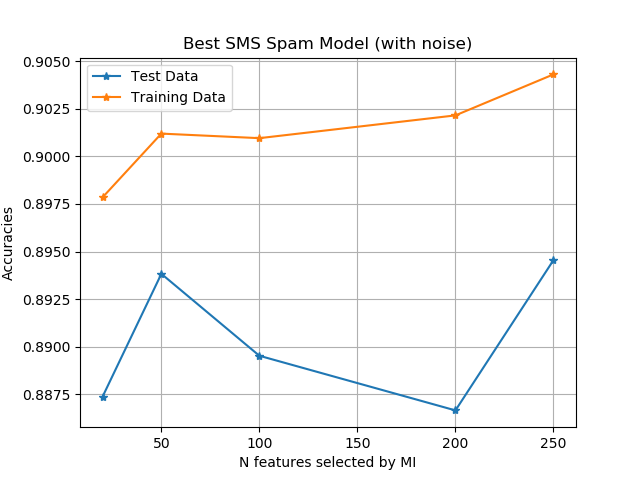 Best SMS Spam Model (with noise)
Test Data
Training Data
0.9050
0.9025
0.9000
0.8975
0.8950
0.8925
0.8900
0.8875
Accuracies
50
100
150
200
250
N features selected by MI